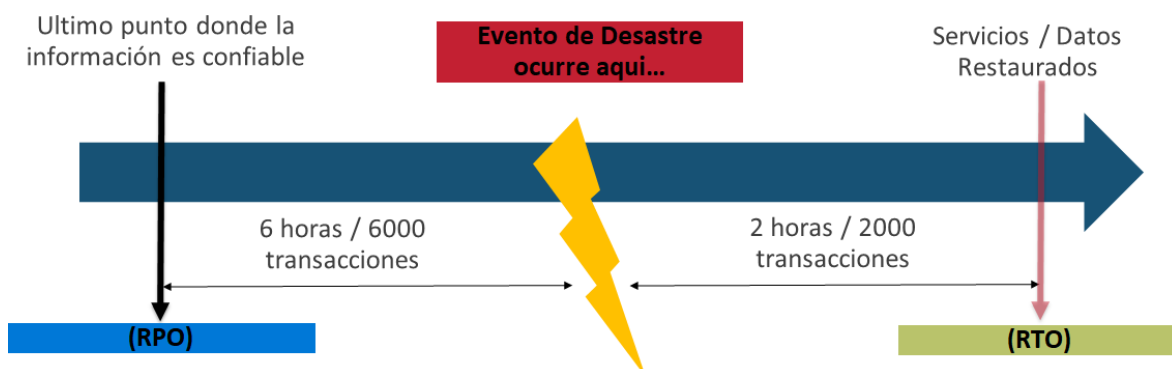 Ultimo punto donde la
información es confiable
Evento de Desastre
ocurre aqui...
Servicios / Datos
Restaurados
6 horas / 6000
transacciones
2 horas / 2000
transacciones
(RPO)
(RTO)